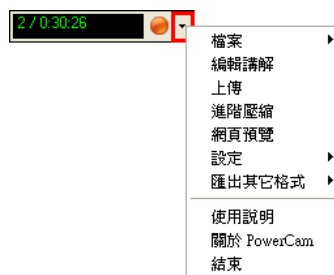 2 / 0:30:26
檔案
編輯講解
上傳
進階壓縮
網頁預覽
設定
匯出其它格式
使用說明
關於 PowerCam
結束